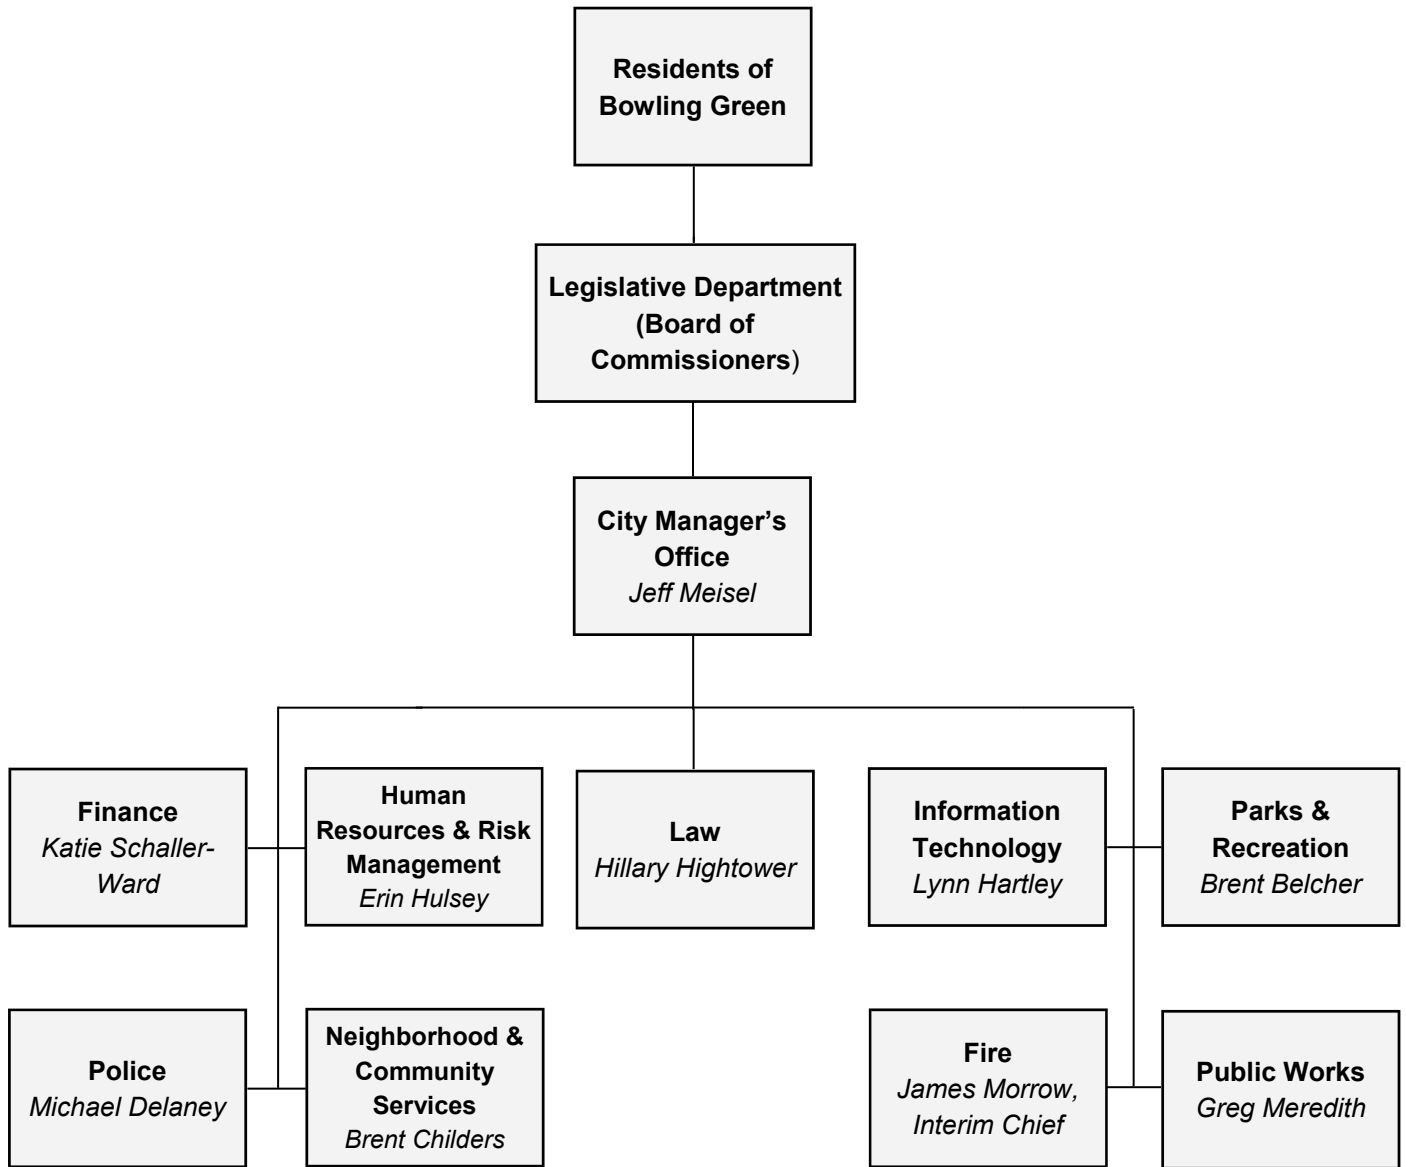 Residents of
Bowling Green
Legislative Department
(Board of
Commissioners)
City Manager’s
Office
Jeff Meisel
Finance
Katie Schaller-
Ward
Human
Resources & Risk
Management
Erin Hulsey
Law
Hillary Hightower
Information
Technology
Lynn Hartley
Parks &
Recreation
Brent Belcher
Police
Michael Delaney
Neighborhood &
Community
Services
Brent Childers
Fire
James Morrow,
Interim Chief
Public Works
Greg Meredith